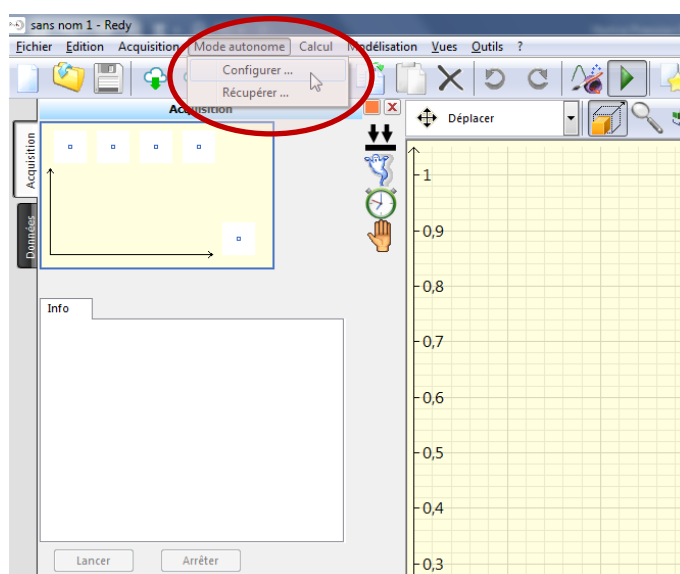 sans nom 1 - Redy
Fichier Edition Acquisition Mode autonome Calcul Modélisation Vues Outils ?
Configurer ...
Récupérer ...
Acquisition
Déplacer
Acquisition
Données
1
0,9
0,8
0,7
0,6
0,5
0,4
0,3
Info
Lancer Arrêter